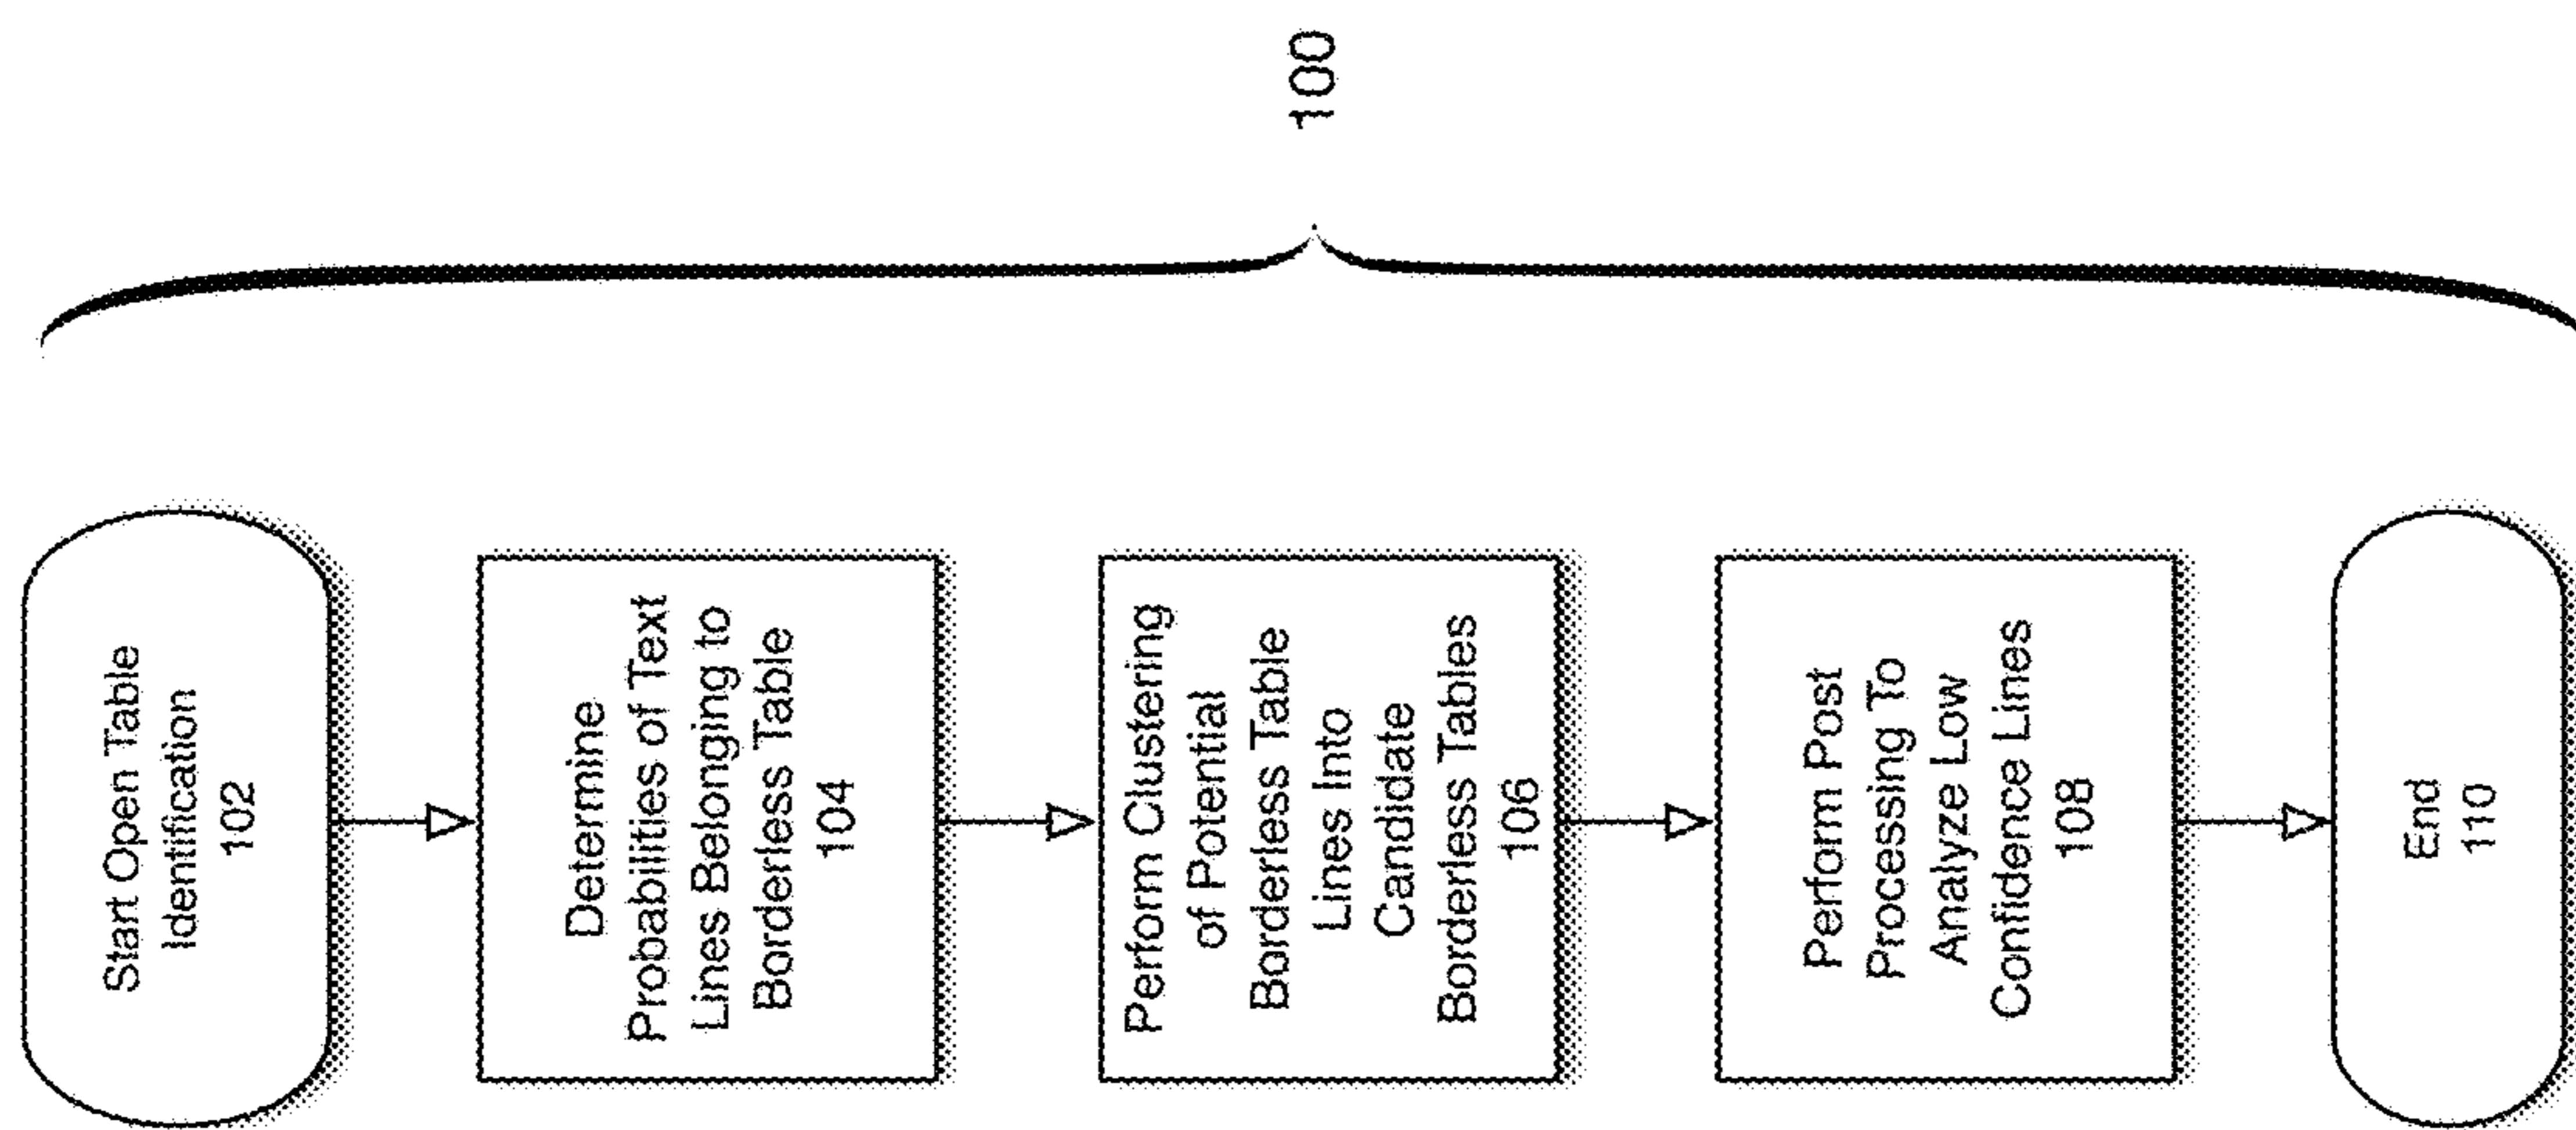 Start Open Table
Identification
102
Determine
Probabilities of Text
Lines Belonging to
Borderless Table
104
Perform Clustering
of Potential
Borderless Table
Lines Into
Candidate
Borderless Tables
106
Perform Post
Processing To
Analyze Low
Confidence Lines
108
End
110
100